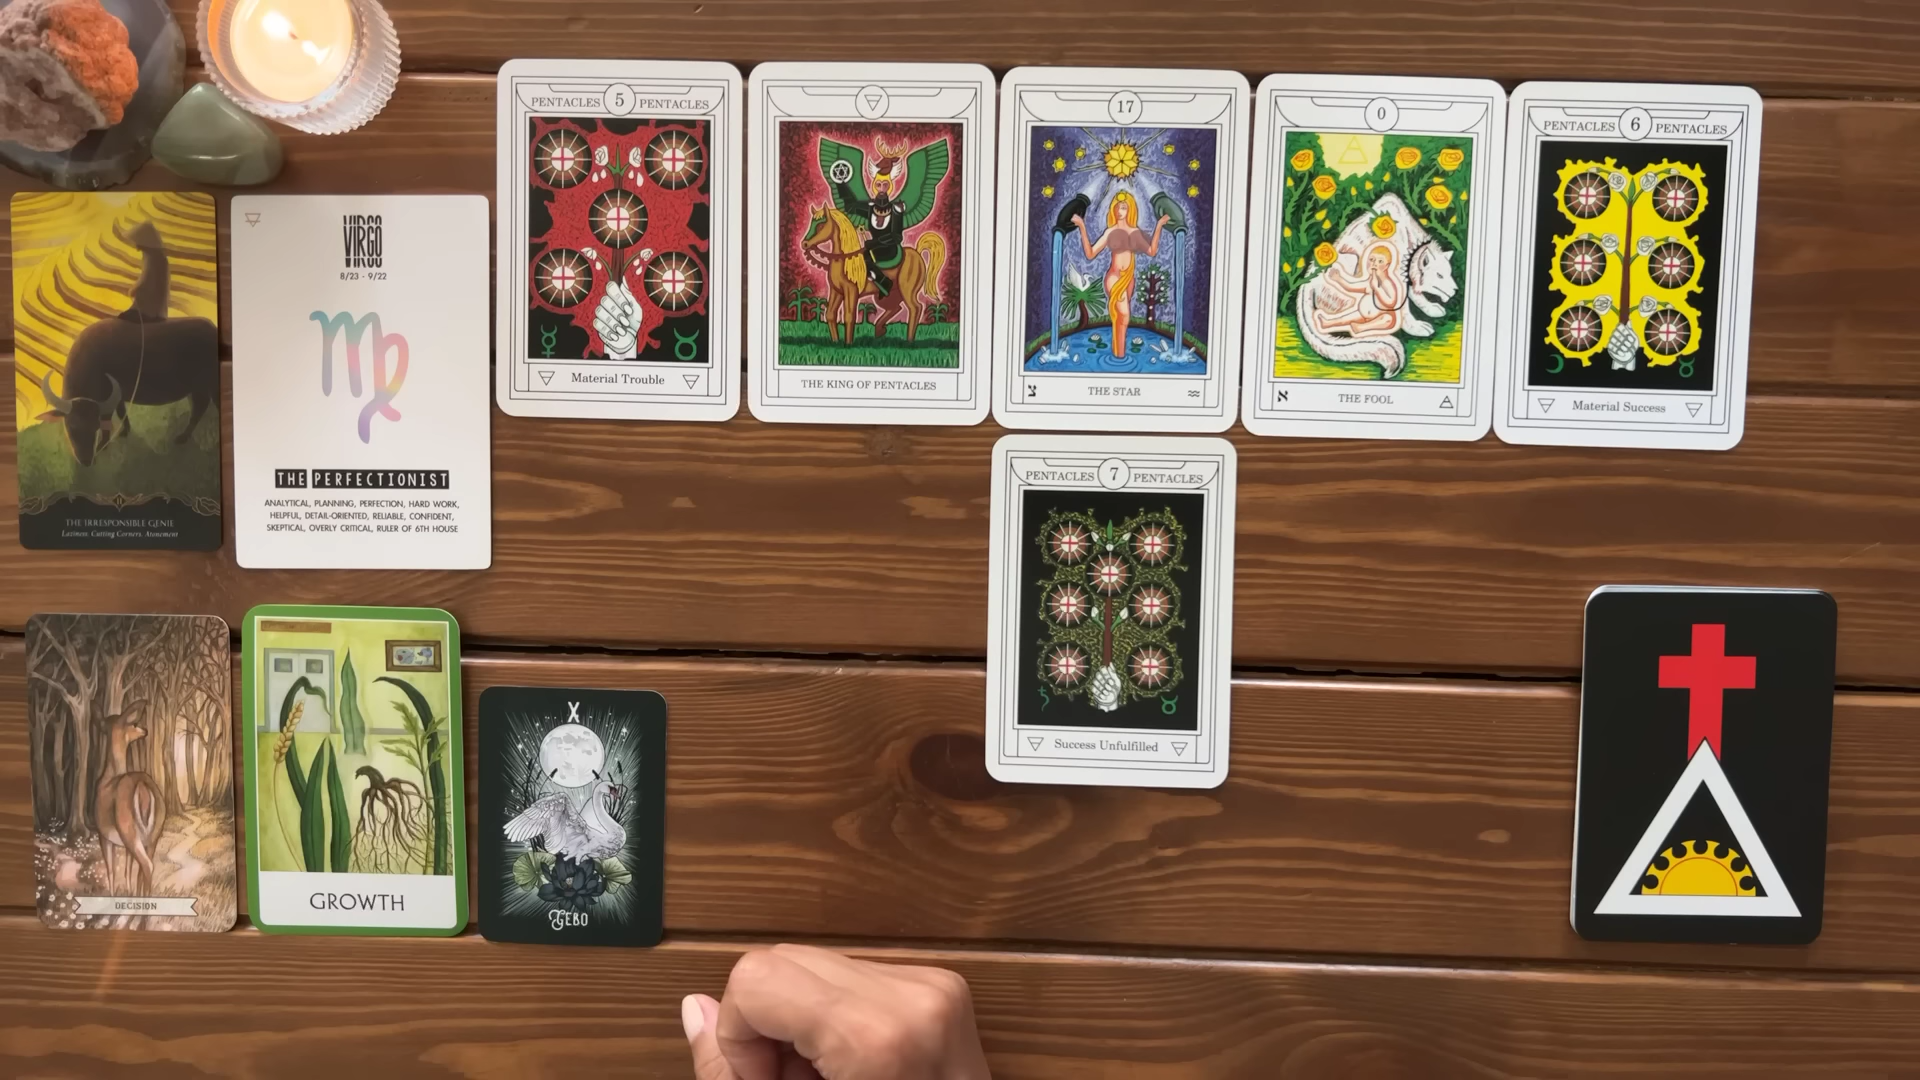 PENTACLES 5 PENTACLES
Material Trouble
THE KING OF PENTACLES
17
צ THE STAR
0
א THE FOOL
PENTACLES 6 PENTACLES
Material Success
II
THE IRRESPONSIBLE GENIE
Laziness. Cutting Corners. Atonement
VIRGO
8/23 - 9/22
THE PERFECTIONIST
ANALYTICAL, PLANNING, PERFECTION, HARD WORK,
HELPFUL, DETAIL-ORIENTED, RELIABLE, CONFIDENT,
SKEPTICAL, OVERLY CRITICAL, RULER OF 6TH HOUSE
PENTACLES 7 PENTACLES
Success Unfulfilled
DECISION
GROWTH
X
GEBO